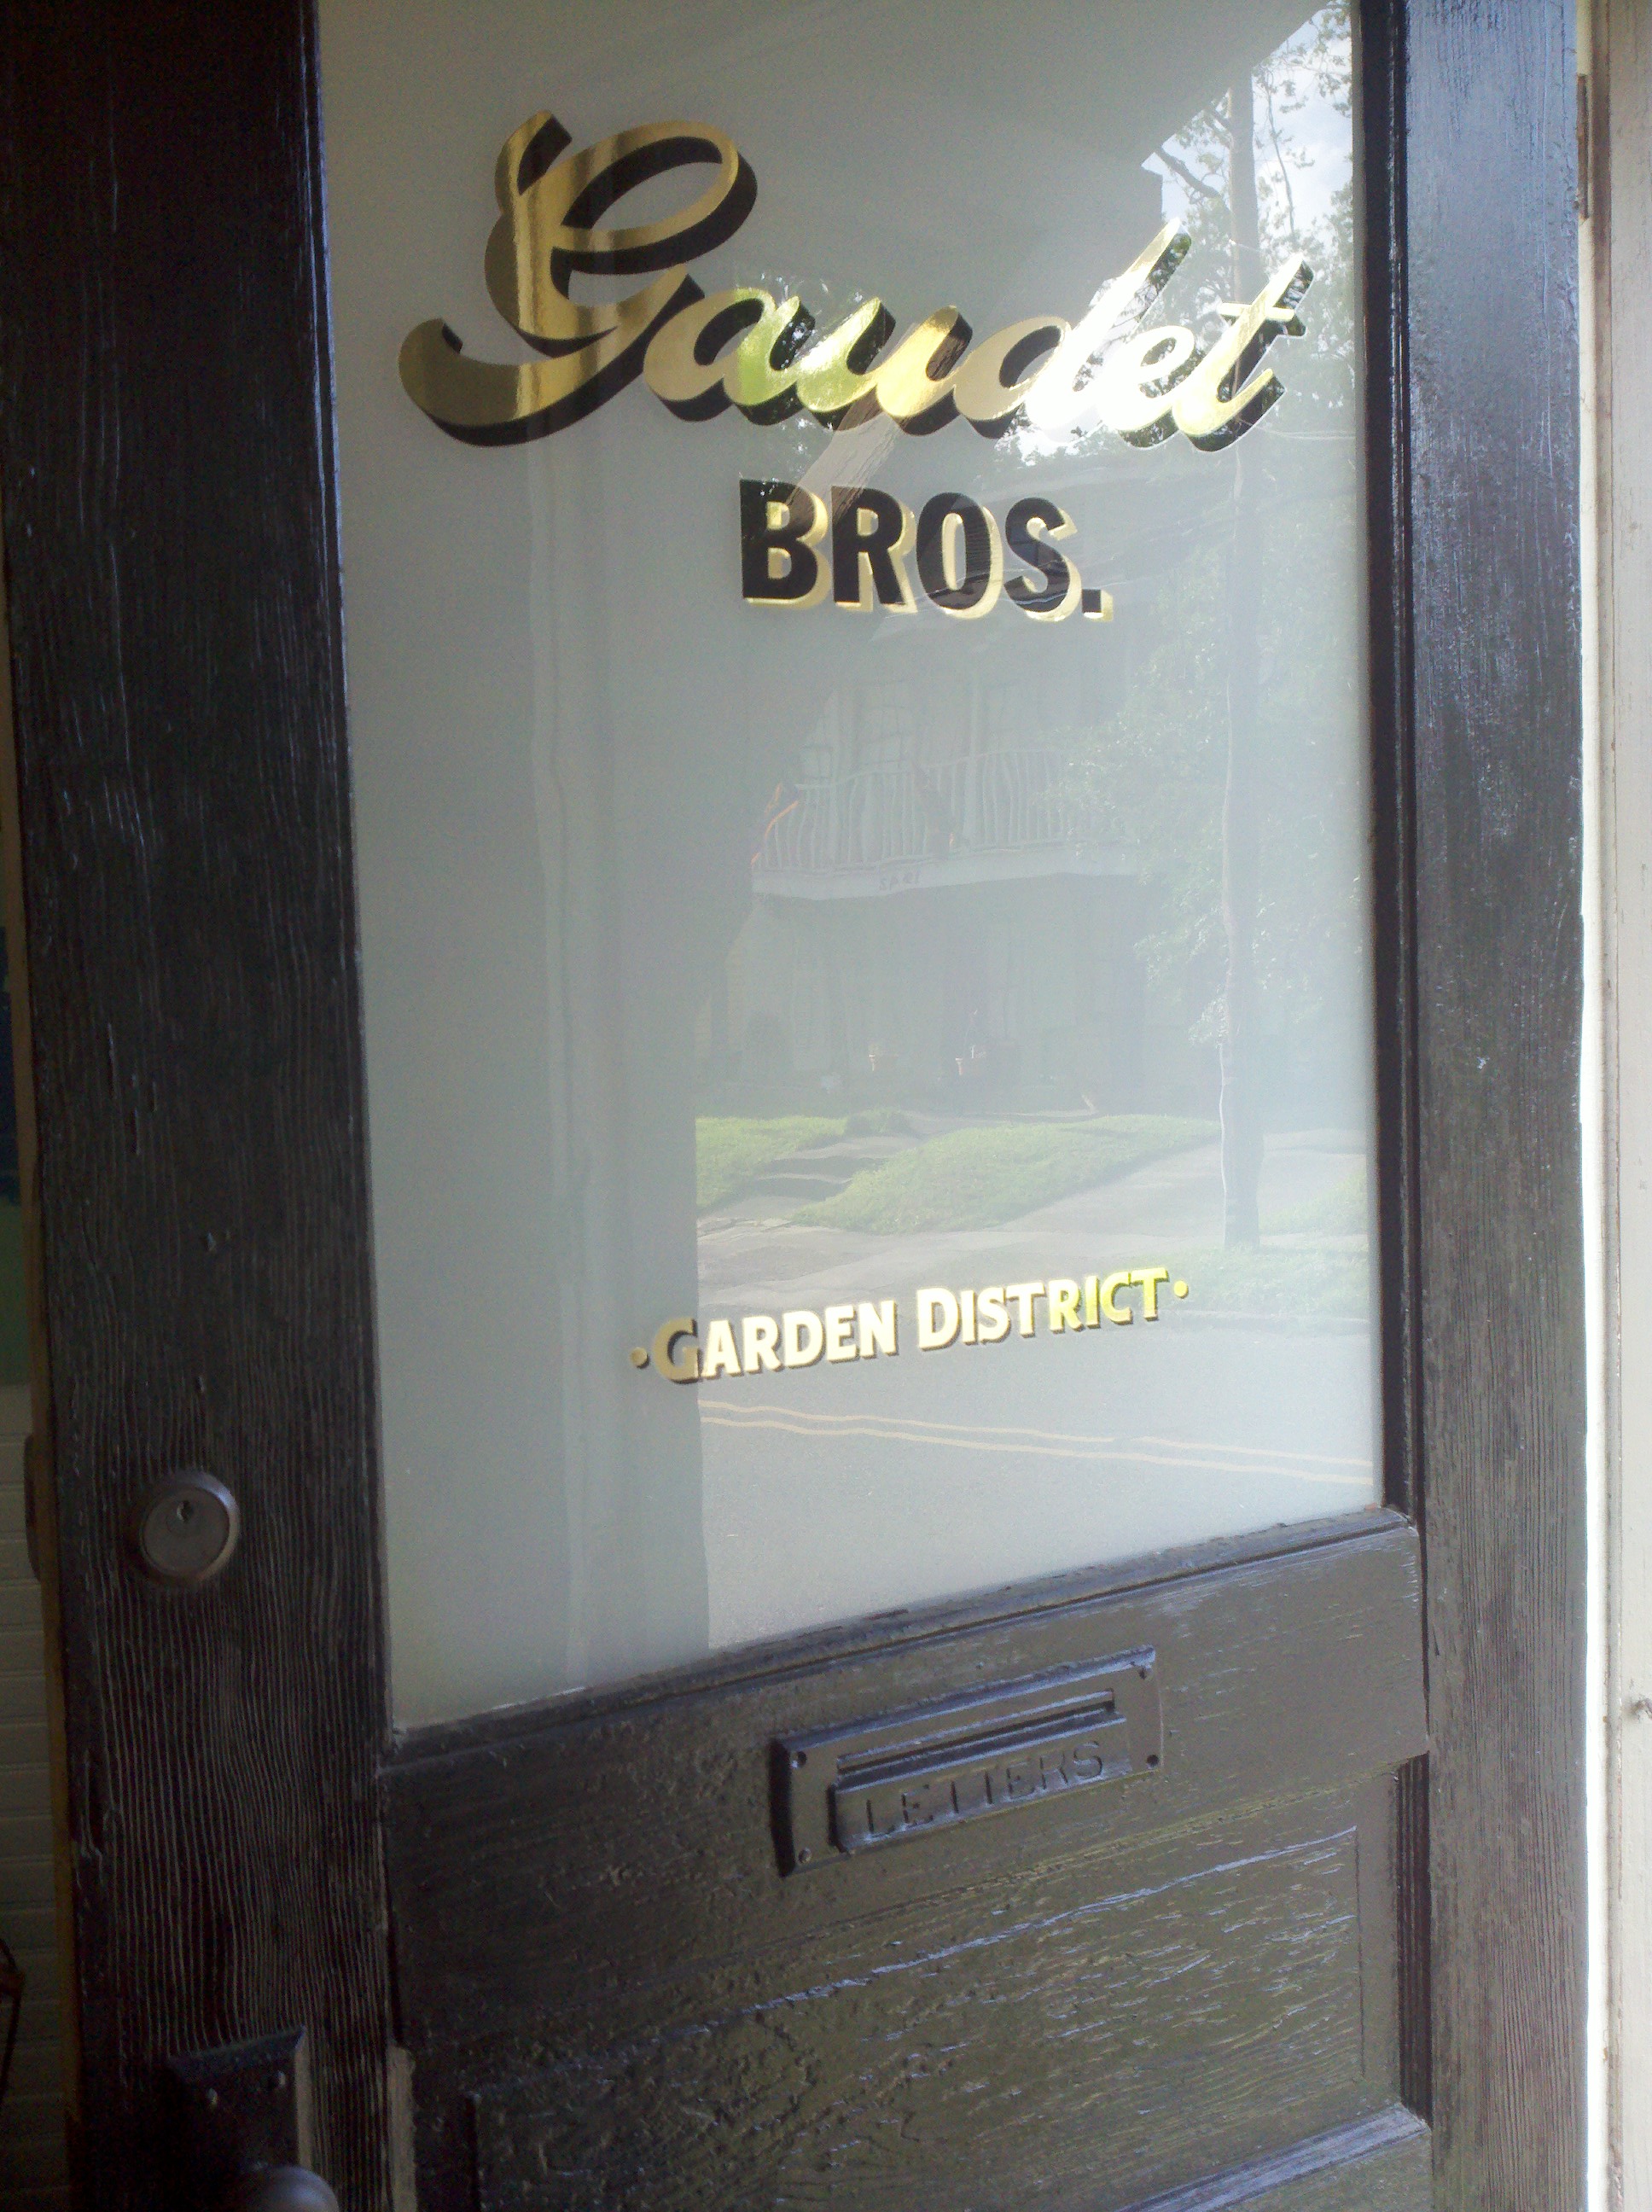 Gaudet
BROS.
·GARDEN DISTRICT·
LETTERS